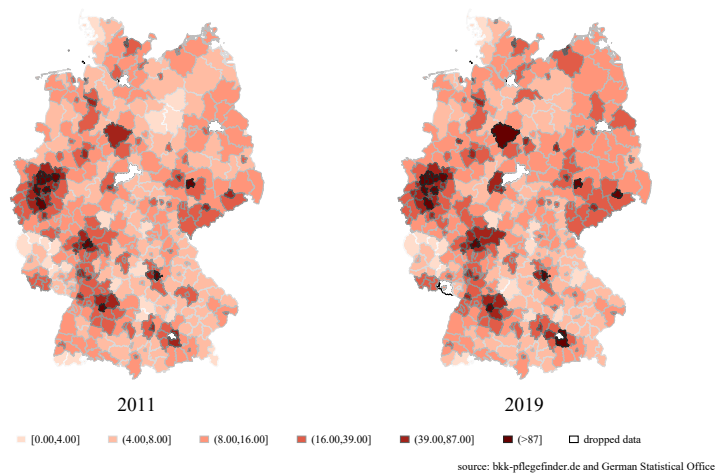 2011 2019
[0.00,4.00] (4.00,8.00] (8.00,16.00] (16.00,39.00] (39.00,87.00] (>87] dropped data
source: bkk-pflegefinder.de and German Statistical Office